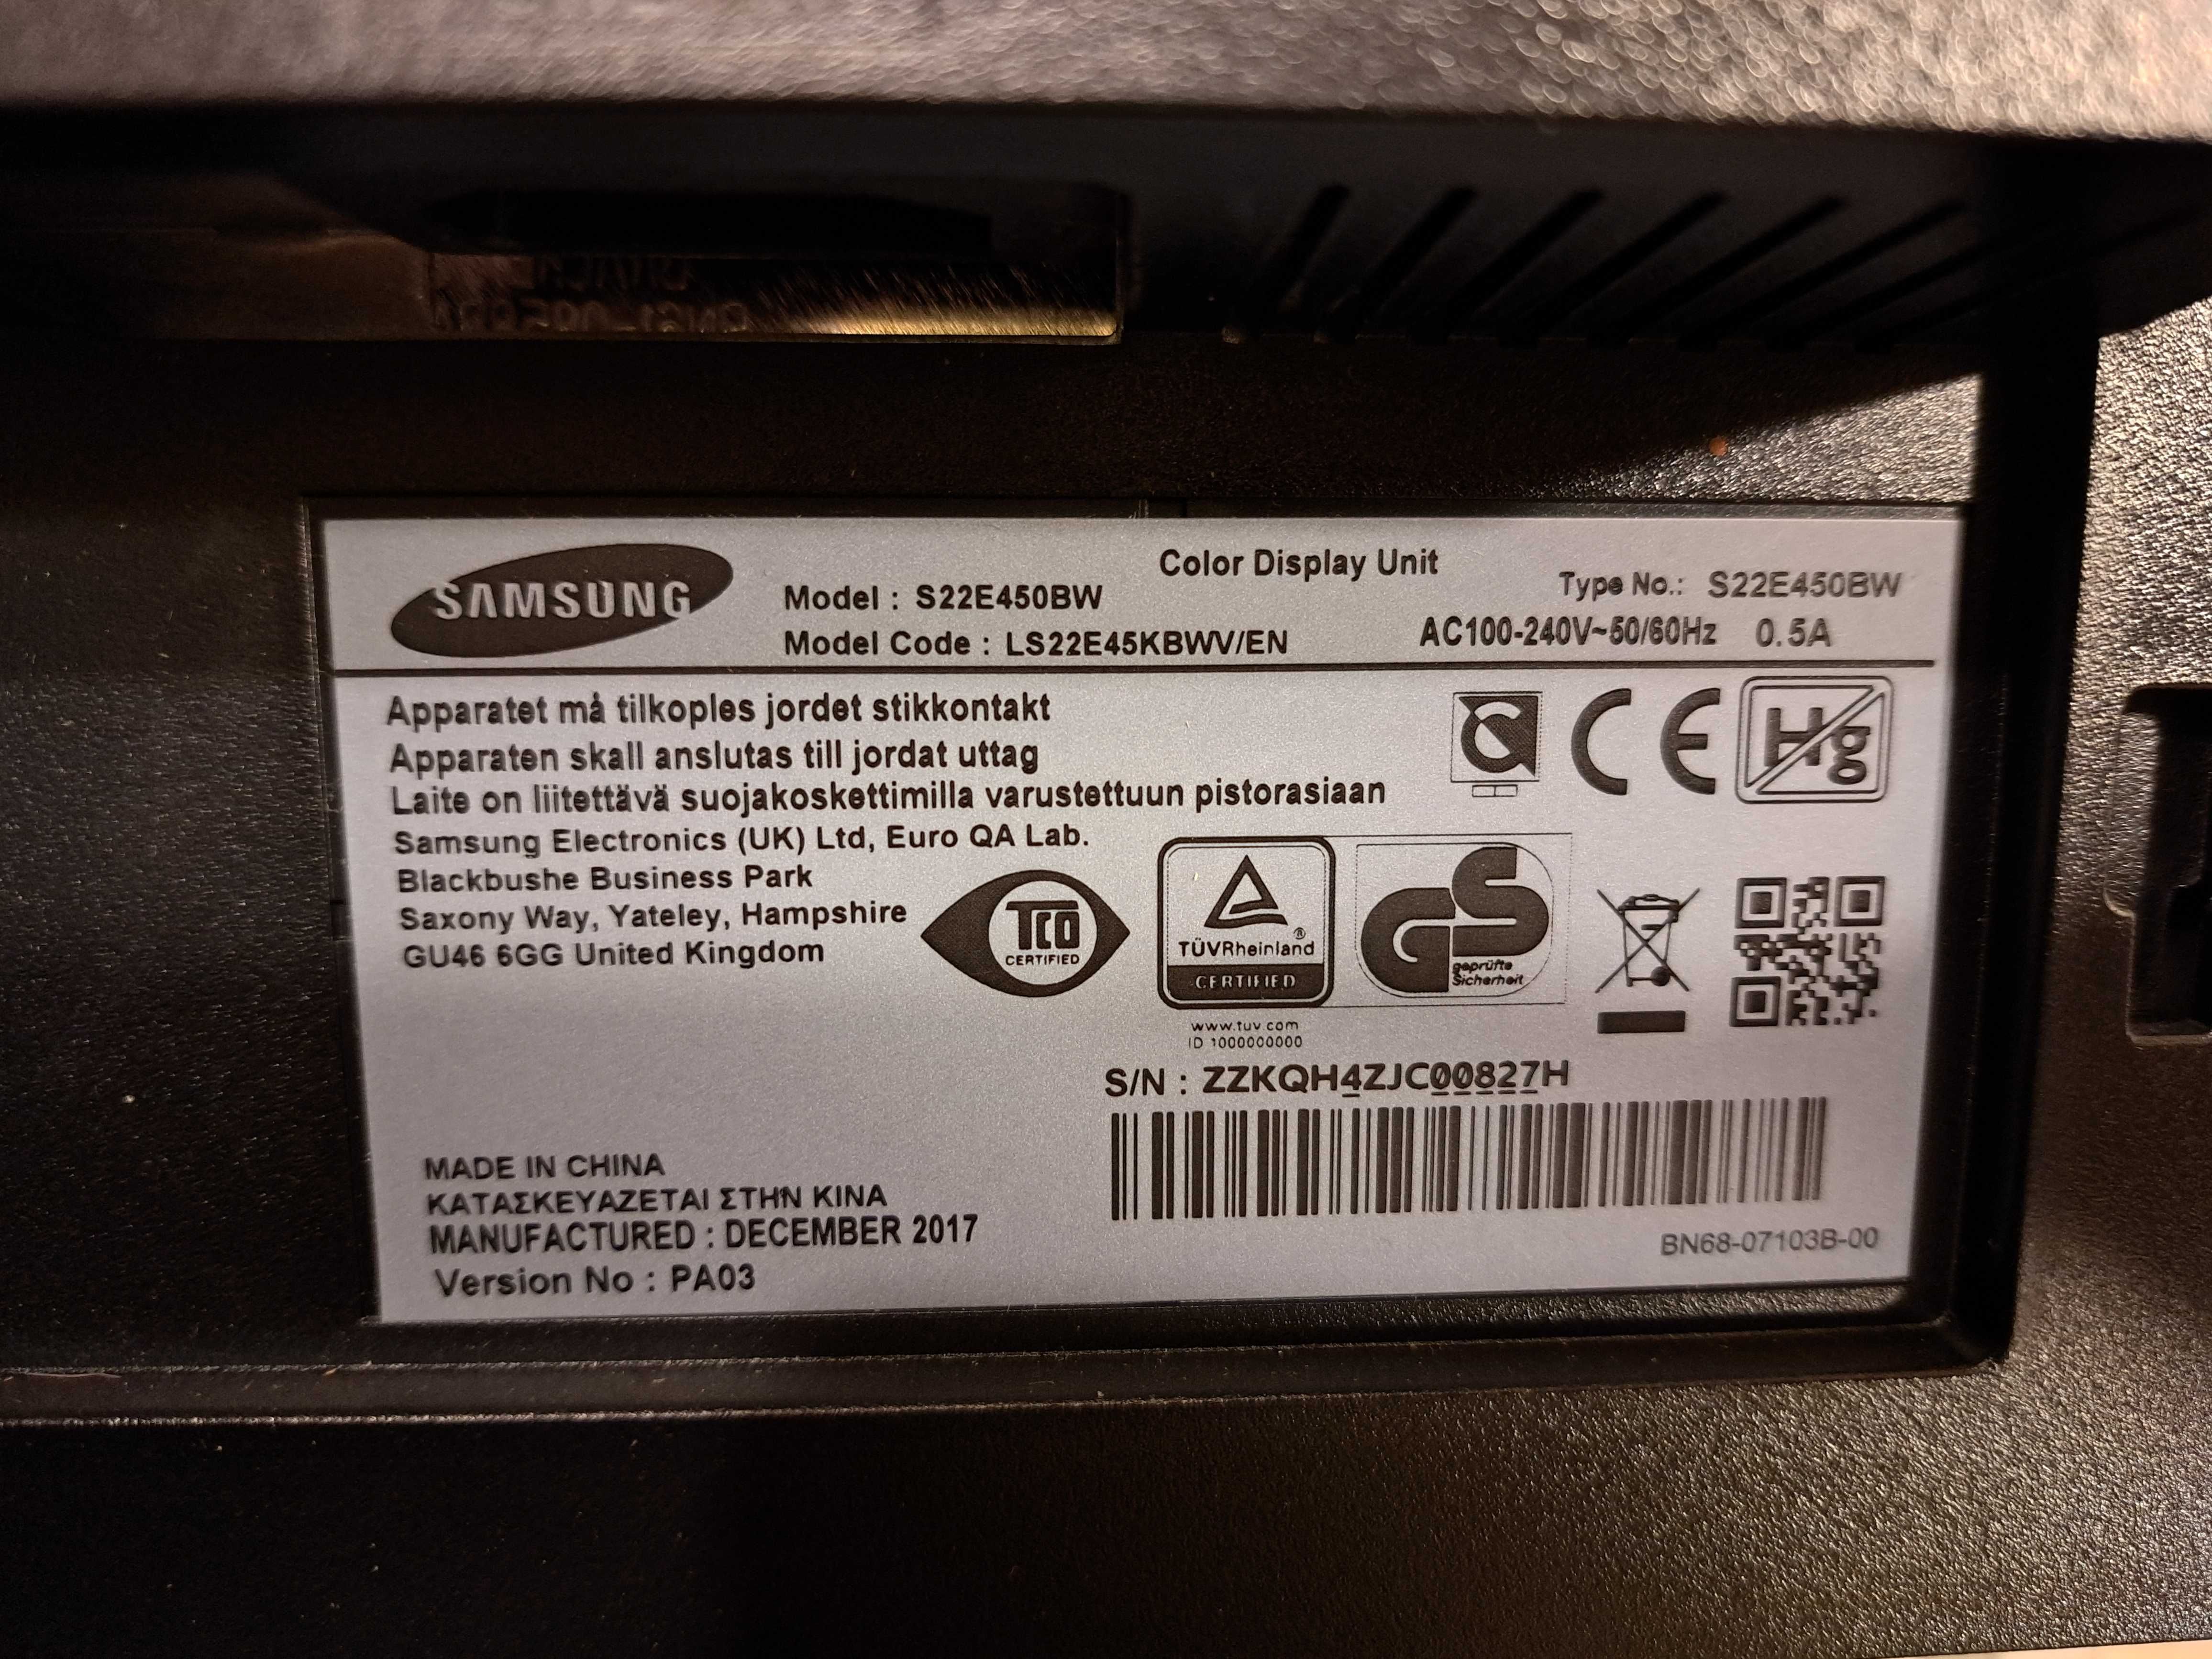 SAMSUNG
Color Display Unit
Model : S22E450BW
Type No.: S22E450BW
Model Code : LS22E45KBWV/EN
AC100-240V~50/60Hz 0.5A
Apparatet må tilkoples jordet stikkontakt
Apparaten skall anslutas till jordat uttag
Laite on liitettävä suojakoskettimilla varustettuun pistorasiaan
CE
Hg
Samsung Electronics (UK) Ltd, Euro QA Lab.
Blackbushe Business Park
Saxony Way, Yateley, Hampshire
GU46 6GG United Kingdom
TCO
CERTIFIED
TÜVRheinland®
CERTIFIED
www.tuv.com
ID 1000000000
GS
geprüfte
Sicherheit
S/N : ZZKQH4ZJC00827H
MADE IN CHINA
ΚΑΤΑΣΚΕΥΑΖΕΤΑΙ ΣΤΗΝ ΚΙΝΑ
MANUFACTURED : DECEMBER 2017
Version No : PA03
BN68-07103B-00